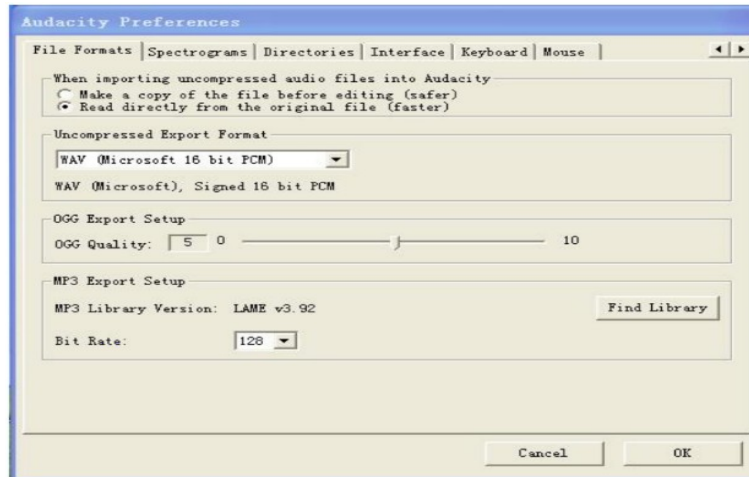 Audacity Preferences
File Formats Spectrograms Directories Interface Keyboard Mouse
When importing uncompressed audio files into Audacity
Make a copy of the file before editing (safer)
Read directly from the original file (faster)
Uncompressed Export Format
WAV (Microsoft 16 bit PCM)
WAV (Microsoft), Signed 16 bit PCM
OGG Export Setup
OGG Quality: 5 0 10
MP3 Export Setup
MP3 Library Version: LAME v3.92 Find Library
Bit Rate: 128
Cancel OK